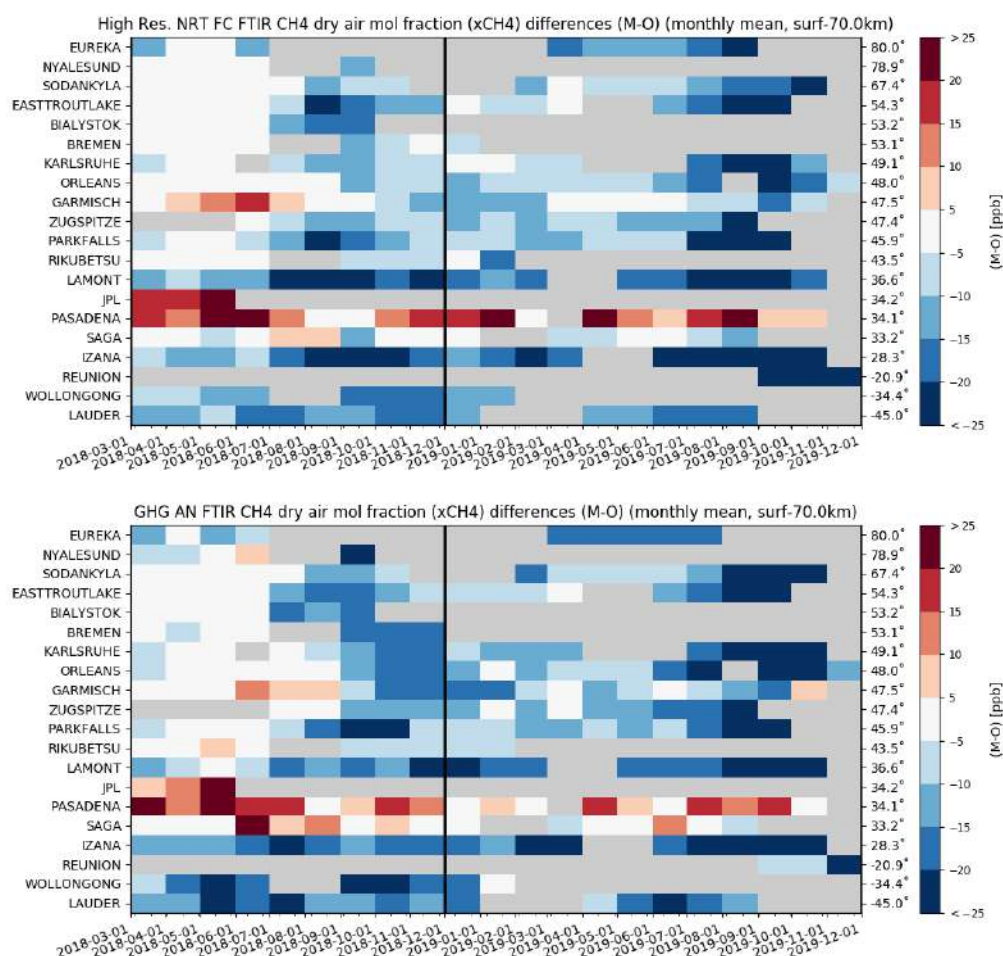 High Res. NRT FC FTIR CH4 dry air mol fraction (xCH4) differences (M-O) (monthly mean, surf-70.0km)
EUREKA 80.0˚
NYALESUND 78.9˚
SODANKYLA 67.4˚
EASTTROUTLAKE 54.3˚
BIALYSTOK 53.2˚
BREMEN 53.1˚
KARLSRUHE 49.1˚
ORLEANS 48.0˚
GARMISCH 47.5˚
ZUGSPITZE 47.4˚
PARKFALLS 45.9˚
RIKUBETSU 43.5˚
LAMONT 36.6˚
JPL 34.2˚
PASADENA 34.1˚
SAGA 33.2˚
IZANA 28.3˚
REUNION -20.9˚
WOLLONGONG -34.4˚
LAUDER -45.0˚
2018-03-01 2018-04-01 2018-05-01 2018-06-01 2018-07-01 2018-08-01 2018-09-01 2018-10-01 2018-11-01 2018-12-01 2019-01-01 2019-02-01 2019-03-01 2019-04-01 2019-05-01 2019-06-01 2019-07-01 2019-08-01 2019-09-01 2019-10-01 2019-11-01 2019-12-01
> 25
20
15
10
5
−5
−10
−15
−20
< −25
(M-O) [ppb]
GHG AN FTIR CH4 dry air mol fraction (xCH4) differences (M-O) (monthly mean, surf-70.0km)
EUREKA 80.0˚
NYALESUND 78.9˚
SODANKYLA 67.4˚
EASTTROUTLAKE 54.3˚
BIALYSTOK 53.2˚
BREMEN 53.1˚
KARLSRUHE 49.1˚
ORLEANS 48.0˚
GARMISCH 47.5˚
ZUGSPITZE 47.4˚
PARKFALLS 45.9˚
RIKUBETSU 43.5˚
LAMONT 36.6˚
JPL 34.2˚
PASADENA 34.1˚
SAGA 33.2˚
IZANA 28.3˚
REUNION -20.9˚
WOLLONGONG -34.4˚
LAUDER -45.0˚
2018-03-01 2018-04-01 2018-05-01 2018-06-01 2018-07-01 2018-08-01 2018-09-01 2018-10-01 2018-11-01 2018-12-01 2019-01-01 2019-02-01 2019-03-01 2019-04-01 2019-05-01 2019-06-01 2019-07-01 2019-08-01 2019-09-01 2019-10-01 2019-11-01 2019-12-01
> 25
20
15
10
5
−5
−10
−15
−20
< −25
(M-O) [ppb]